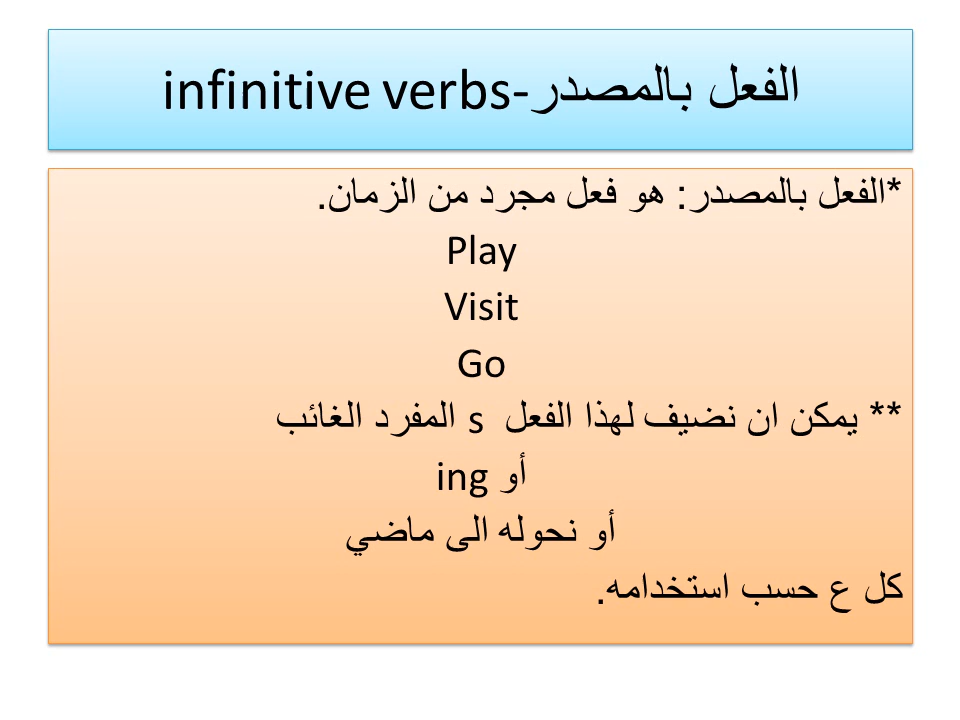 الفعل بالمصدر-infinitive verbs
*الفعل بالمصدر: هو فعل مجرد من الزمان.
Play
Visit
Go
** يمكن ان نضيف لهذا الفعل s المفرد الغائب
أو ing
أو نحوله الى ماضي
كل ع حسب استخدامه.